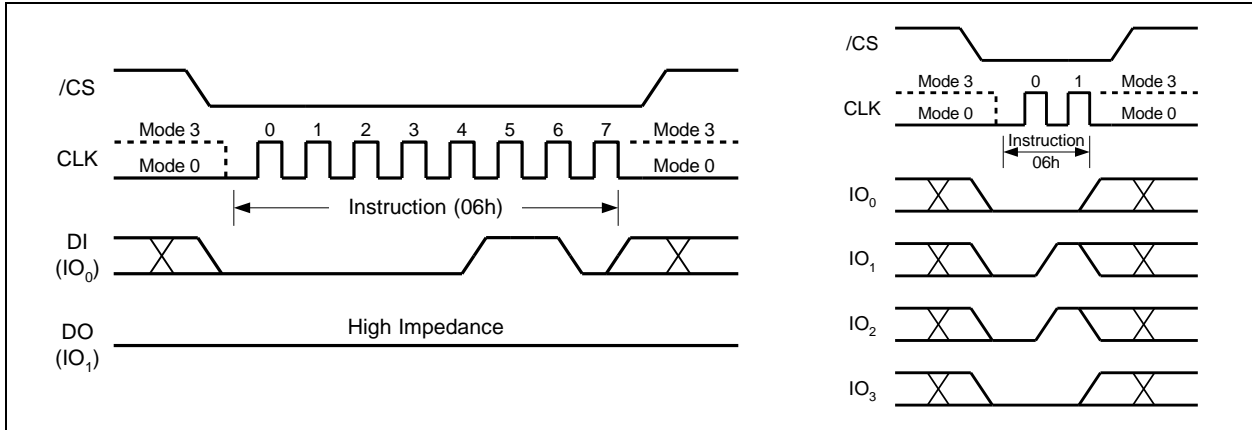 /CS
Mode 3 0 1 2 3 4 5 6 7 Mode 3
CLK
Mode 0 Mode 0
Instruction (06h)
DI
(IO0)
DO
(IO1)
High Impedance
/CS
Mode 3 0 1 Mode 3
CLK
Mode 0 Mode 0
Instruction
06h
IO0
IO1
IO2
IO3